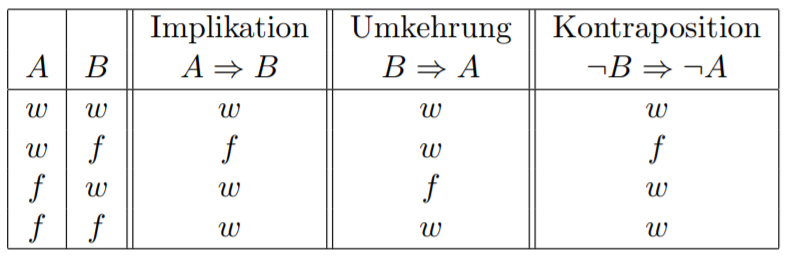 Implikation Umkehrung Kontraposition
A B A ⇒ B B ⇒ A ¬B ⇒ ¬A
w w w w w
w f f w f
f w w f w
f f w w w